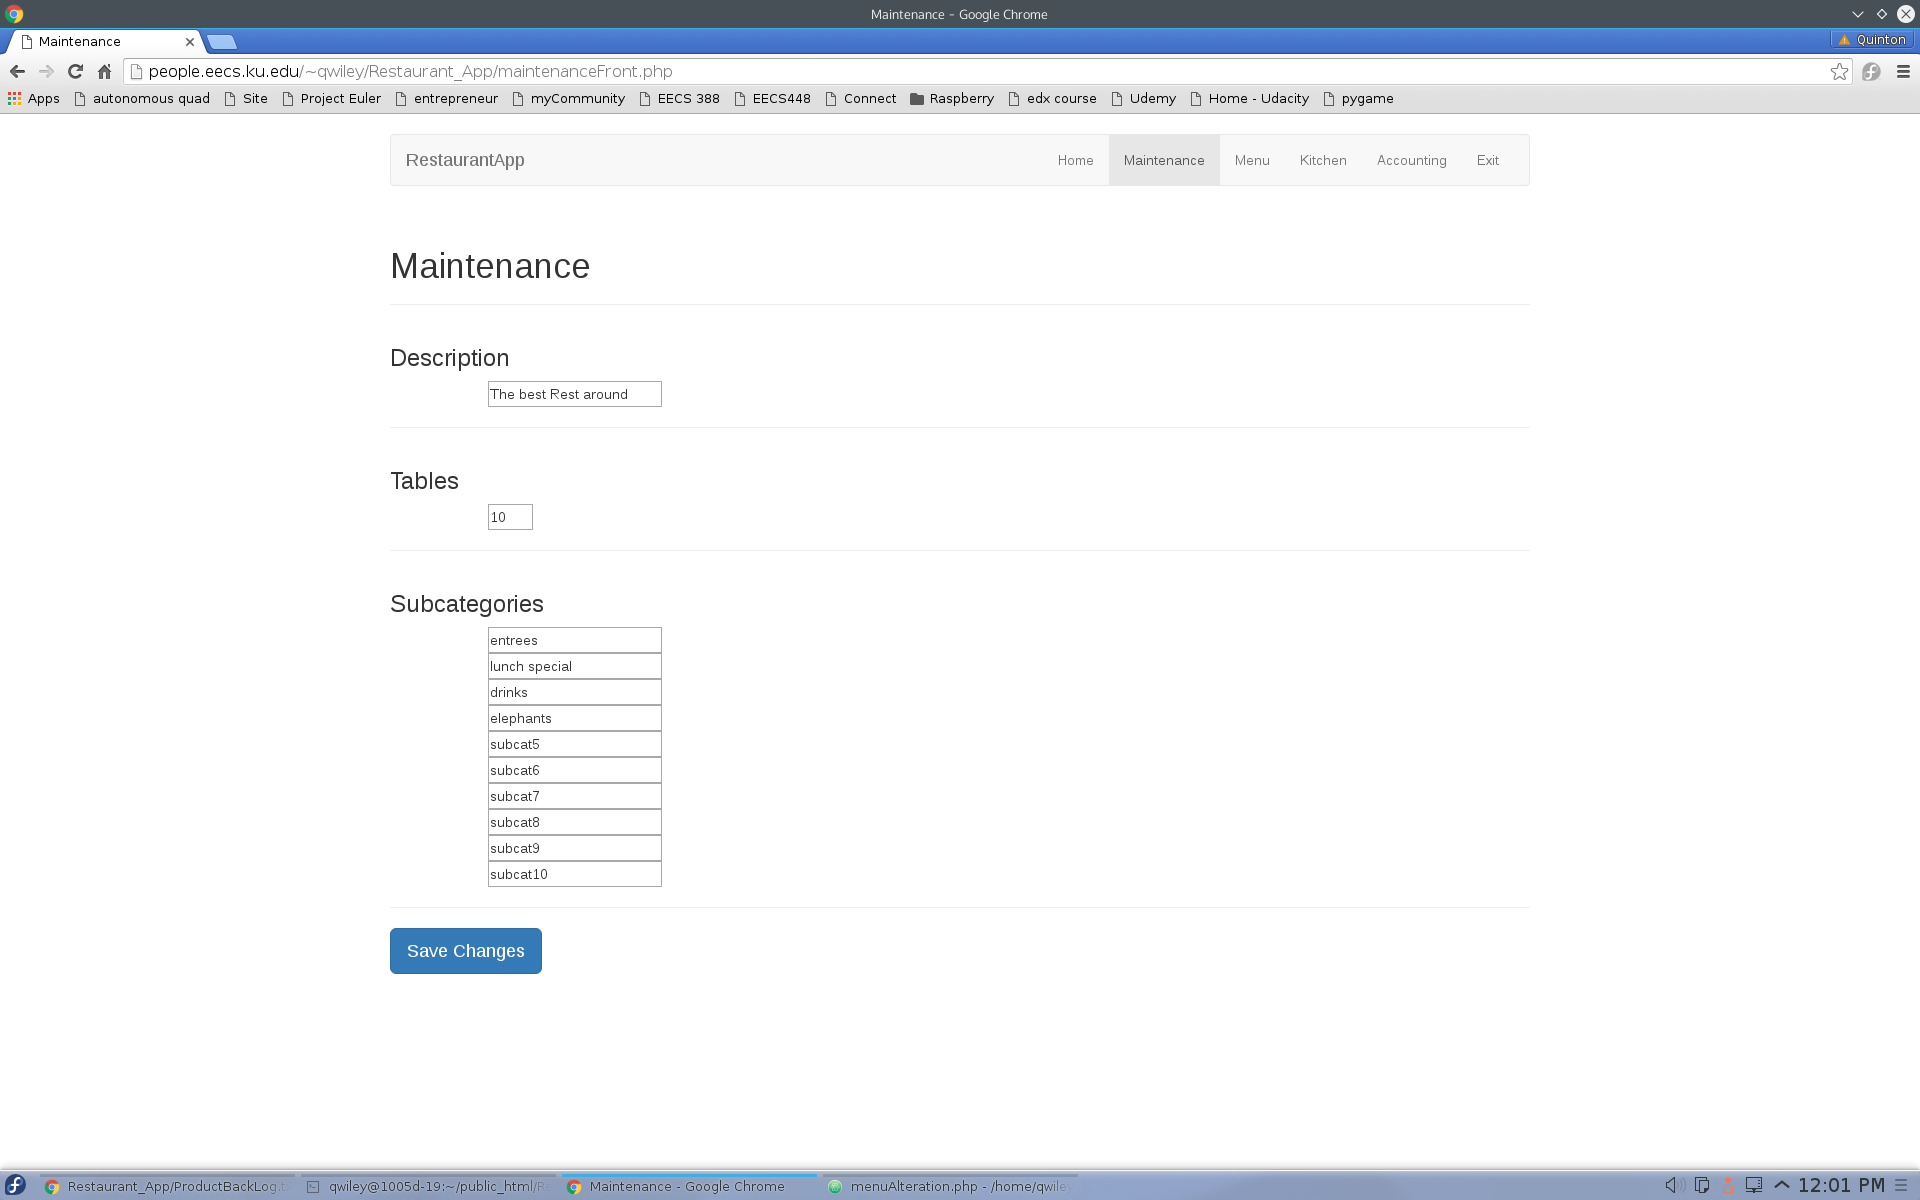 Maintenance - Google Chrome
Maintenance
Quinton
people.eecs.ku.edu/~qwiley/Restaurant_App/maintenanceFront.php
Apps autonomous quad Site Project Euler entrepreneur myCommunity EECS 388 EECS448 Connect Raspberry edx course Udemy Home - Udacity pygame
RestaurantApp Home Maintenance Menu Kitchen Accounting Exit
Maintenance
Description
The best Rest around
Tables
10
Subcategories
entrees
lunch special
drinks
elephants
subcat5
subcat6
subcat7
subcat8
subcat9
subcat10
Save Changes
Restaurant_App/ProductBackLog.t qwiley@1005d-19:~/public_html/R Maintenance - Google Chrome menuAlteration.php - /home/qwiley 12:01 PM